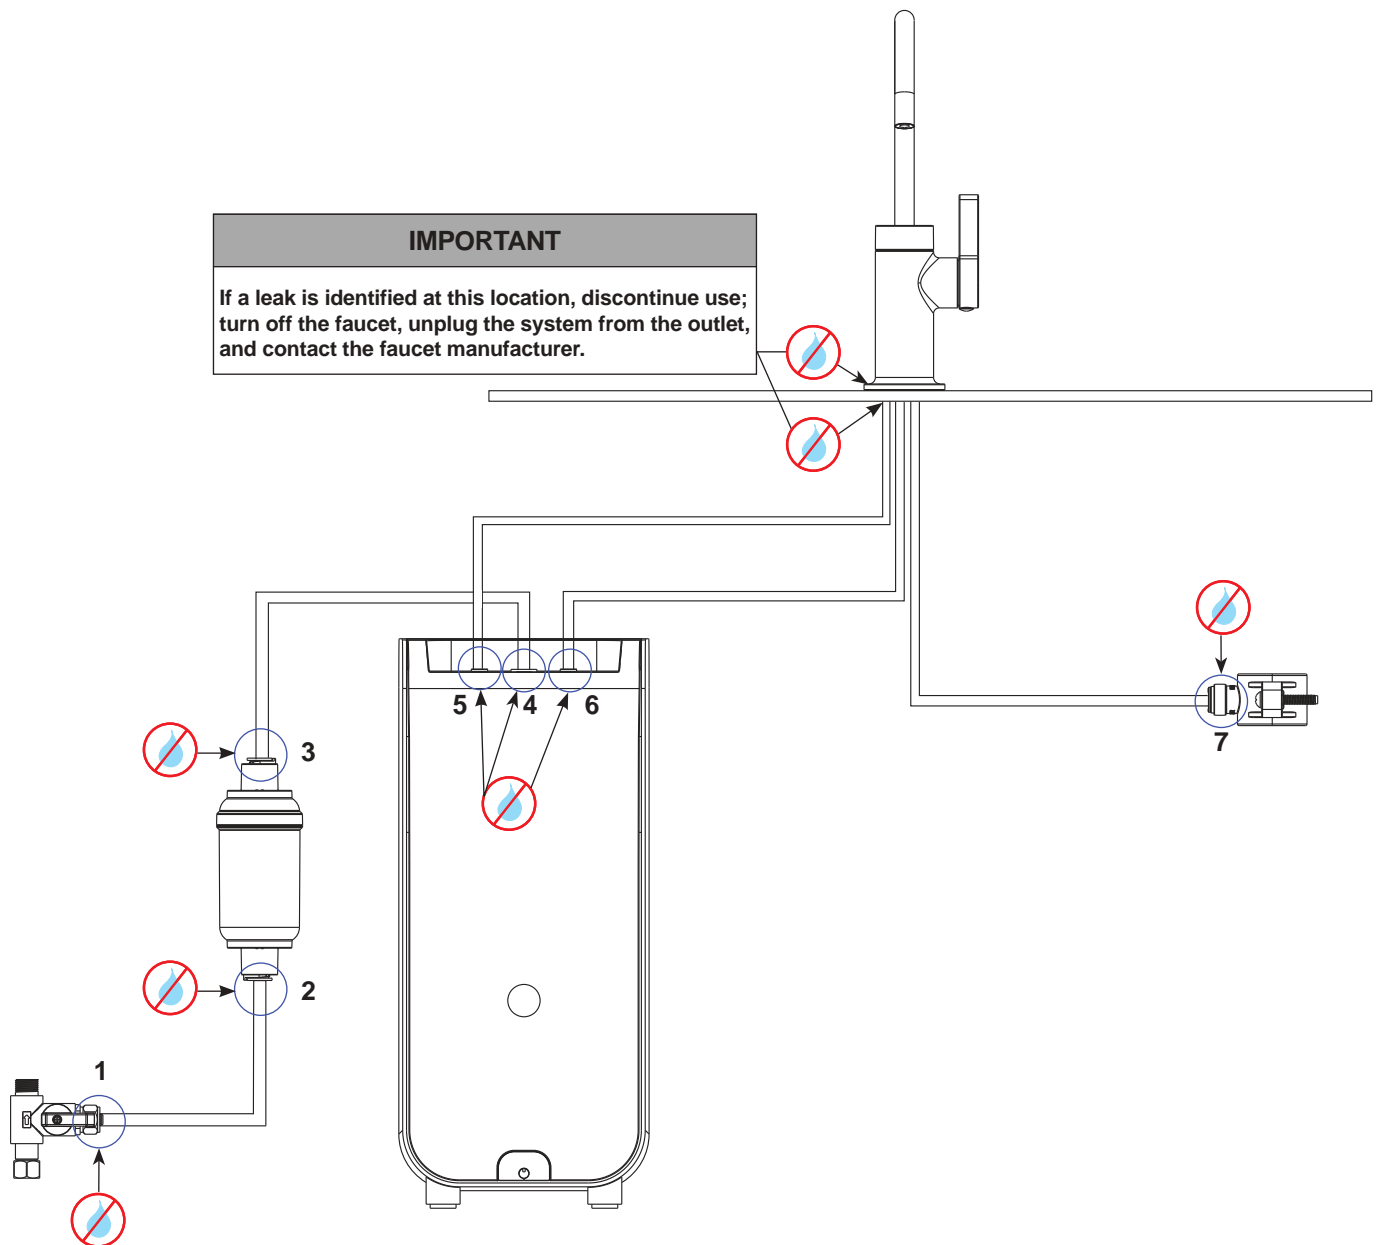 IMPORTANT
If a leak is identified at this location, discontinue use;
turn off the faucet, unplug the system from the outlet,
and contact the faucet manufacturer.
5
4
6
7
3
2
1